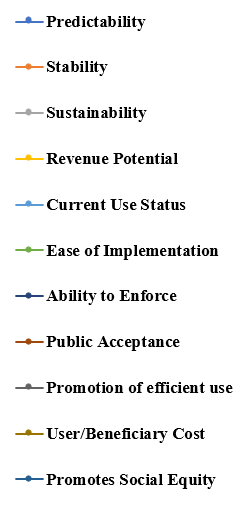 Predictability
Stability
Sustainability
Revenue Potential
Current Use Status
Ease of Implementation
Ability to Enforce
Public Acceptance
Promotion of efficient use
User/Beneficiary Cost
Promotes Social Equity